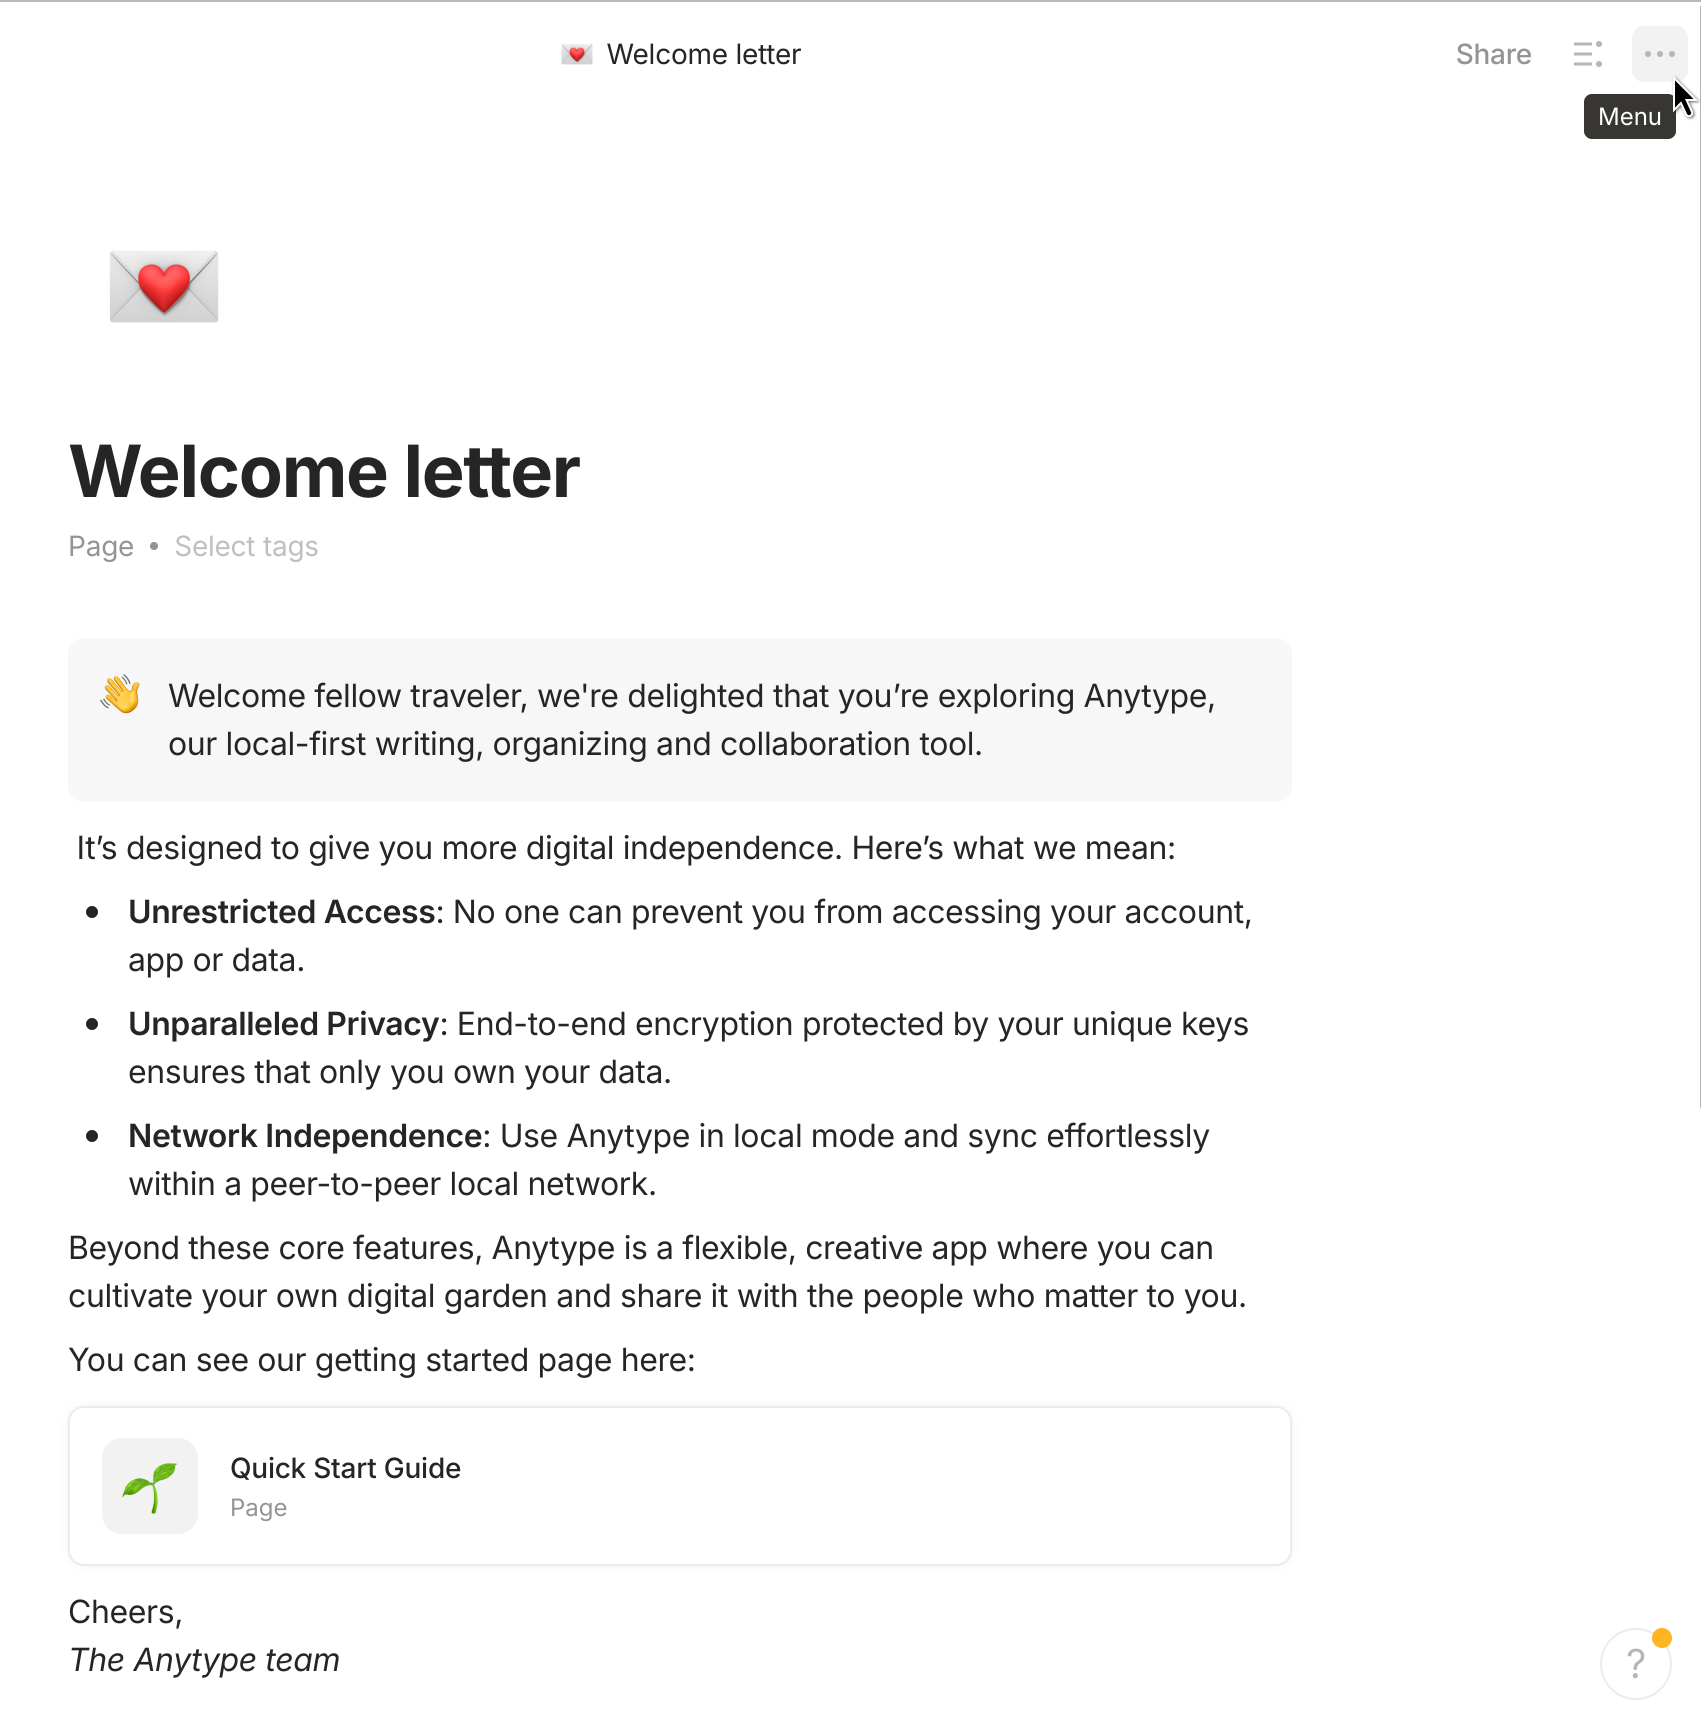 Welcome letter
Share
Menu
Welcome letter
Page • Select tags
Welcome fellow traveler, we're delighted that you’re exploring Anytype,
our local-first writing, organizing and collaboration tool.
It’s designed to give you more digital independence. Here’s what we mean:
• Unrestricted Access: No one can prevent you from accessing your account,
app or data.
• Unparalleled Privacy: End-to-end encryption protected by your unique keys
ensures that only you own your data.
• Network Independence: Use Anytype in local mode and sync effortlessly
within a peer-to-peer local network.
Beyond these core features, Anytype is a flexible, creative app where you can
cultivate your own digital garden and share it with the people who matter to you.
You can see our getting started page here:
Quick Start Guide
Page
Cheers,
The Anytype team
?